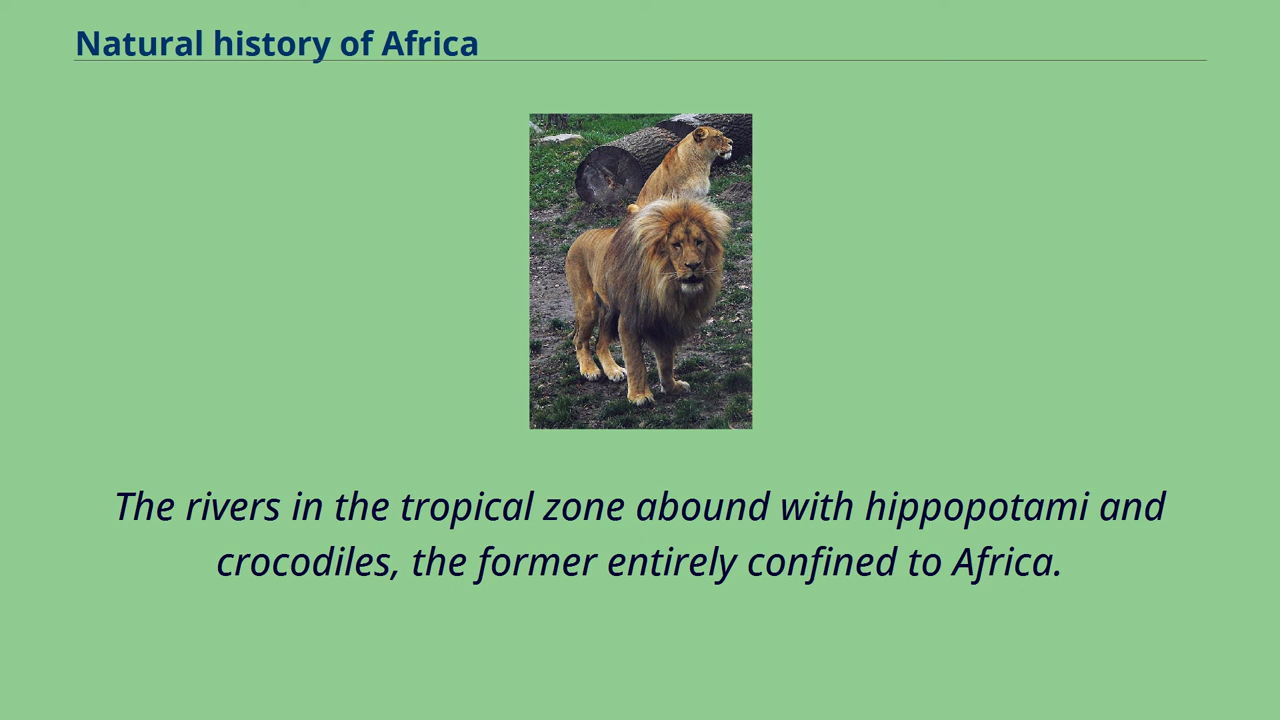 Natural history of Africa
The rivers in the tropical zone abound with hippopotami and
crocodiles, the former entirely confined to Africa.